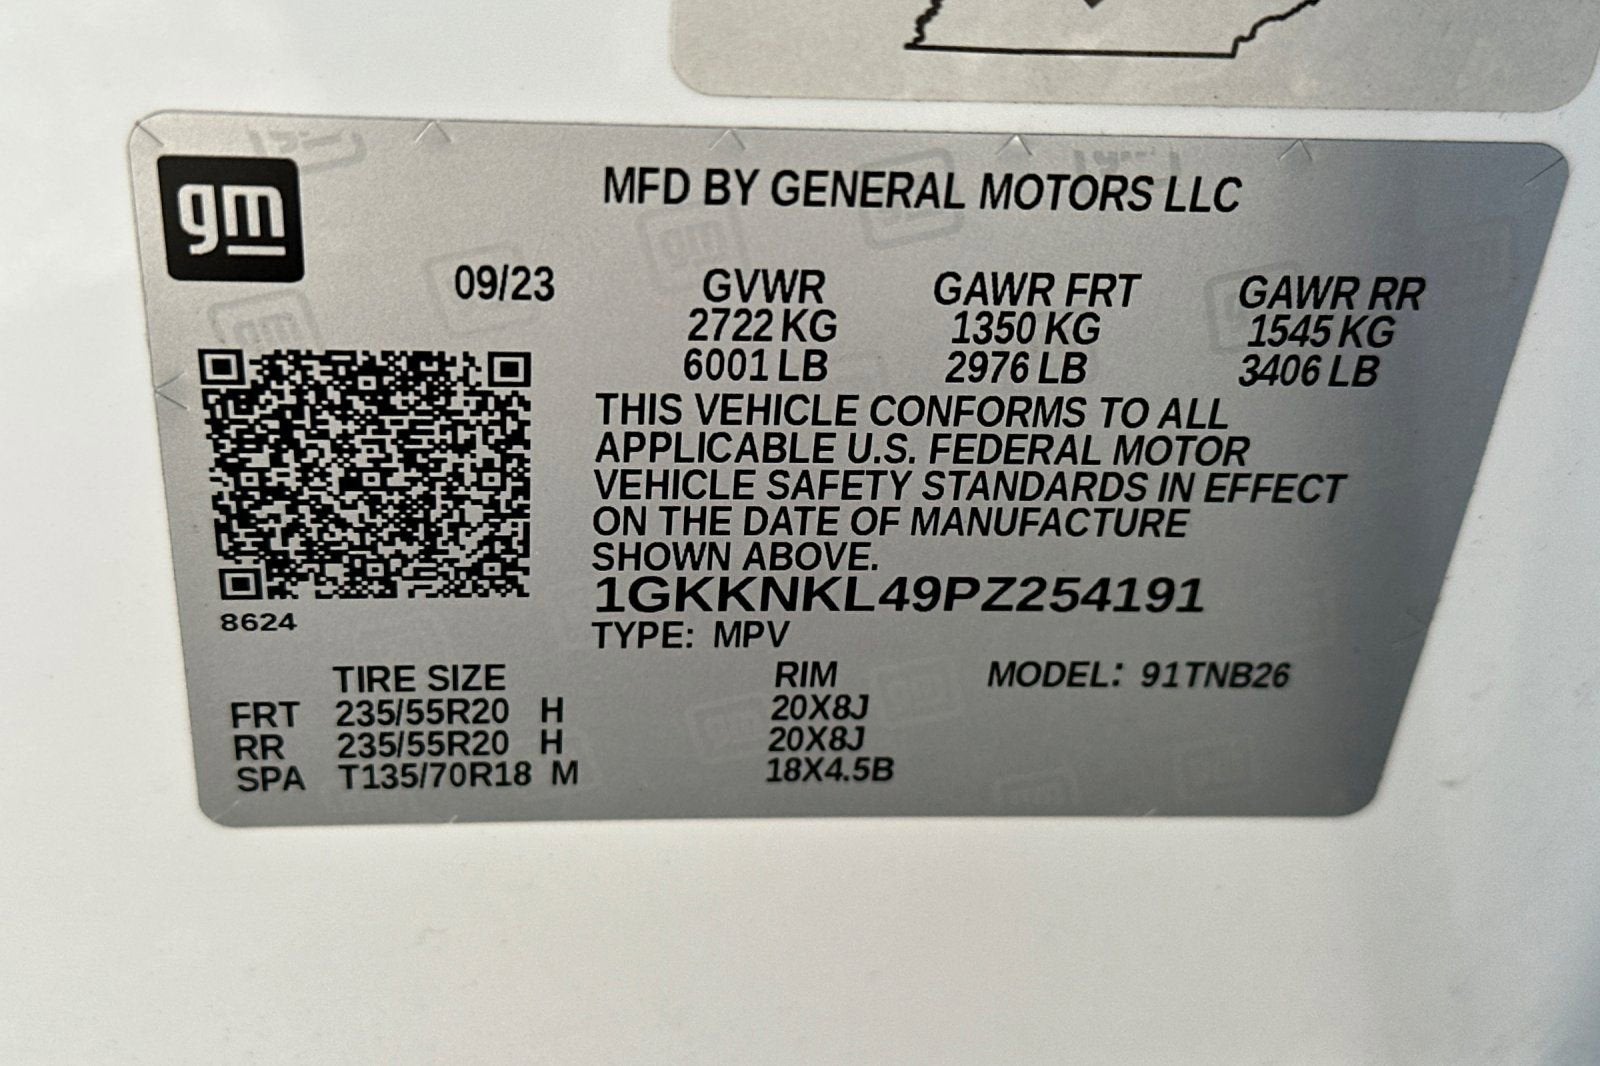 gm
MFD BY GENERAL MOTORS LLC
09/23 GVWR GAWR FRT GAWR RR
2722 KG 1350 KG 1545 KG
6001 LB 2976 LB 3406 LB
THIS VEHICLE CONFORMS TO ALL
APPLICABLE U.S. FEDERAL MOTOR
VEHICLE SAFETY STANDARDS IN EFFECT
ON THE DATE OF MANUFACTURE
SHOWN ABOVE.
1GKKNKL49PZ254191
8624
TYPE: MPV
TIRE SIZE RIM MODEL: 91TNB26
FRT 235/55R20 H 20X8J
RR 235/55R20 H 20X8J
SPA T135/70R18 M 18X4.5B